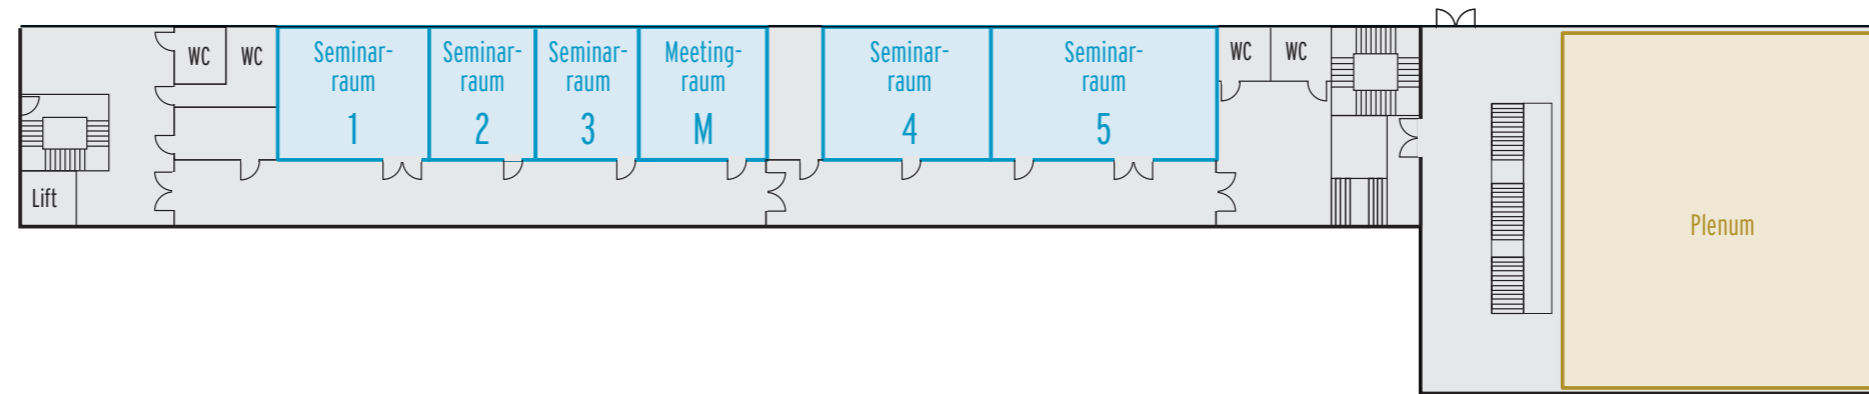 WC
WC
Seminar-
raum
1
Seminar-
raum
2
Seminar-
raum
3
Meeting-
raum
M
Seminar-
raum
4
Seminar-
raum
5
WC
WC
Lift
Plenum